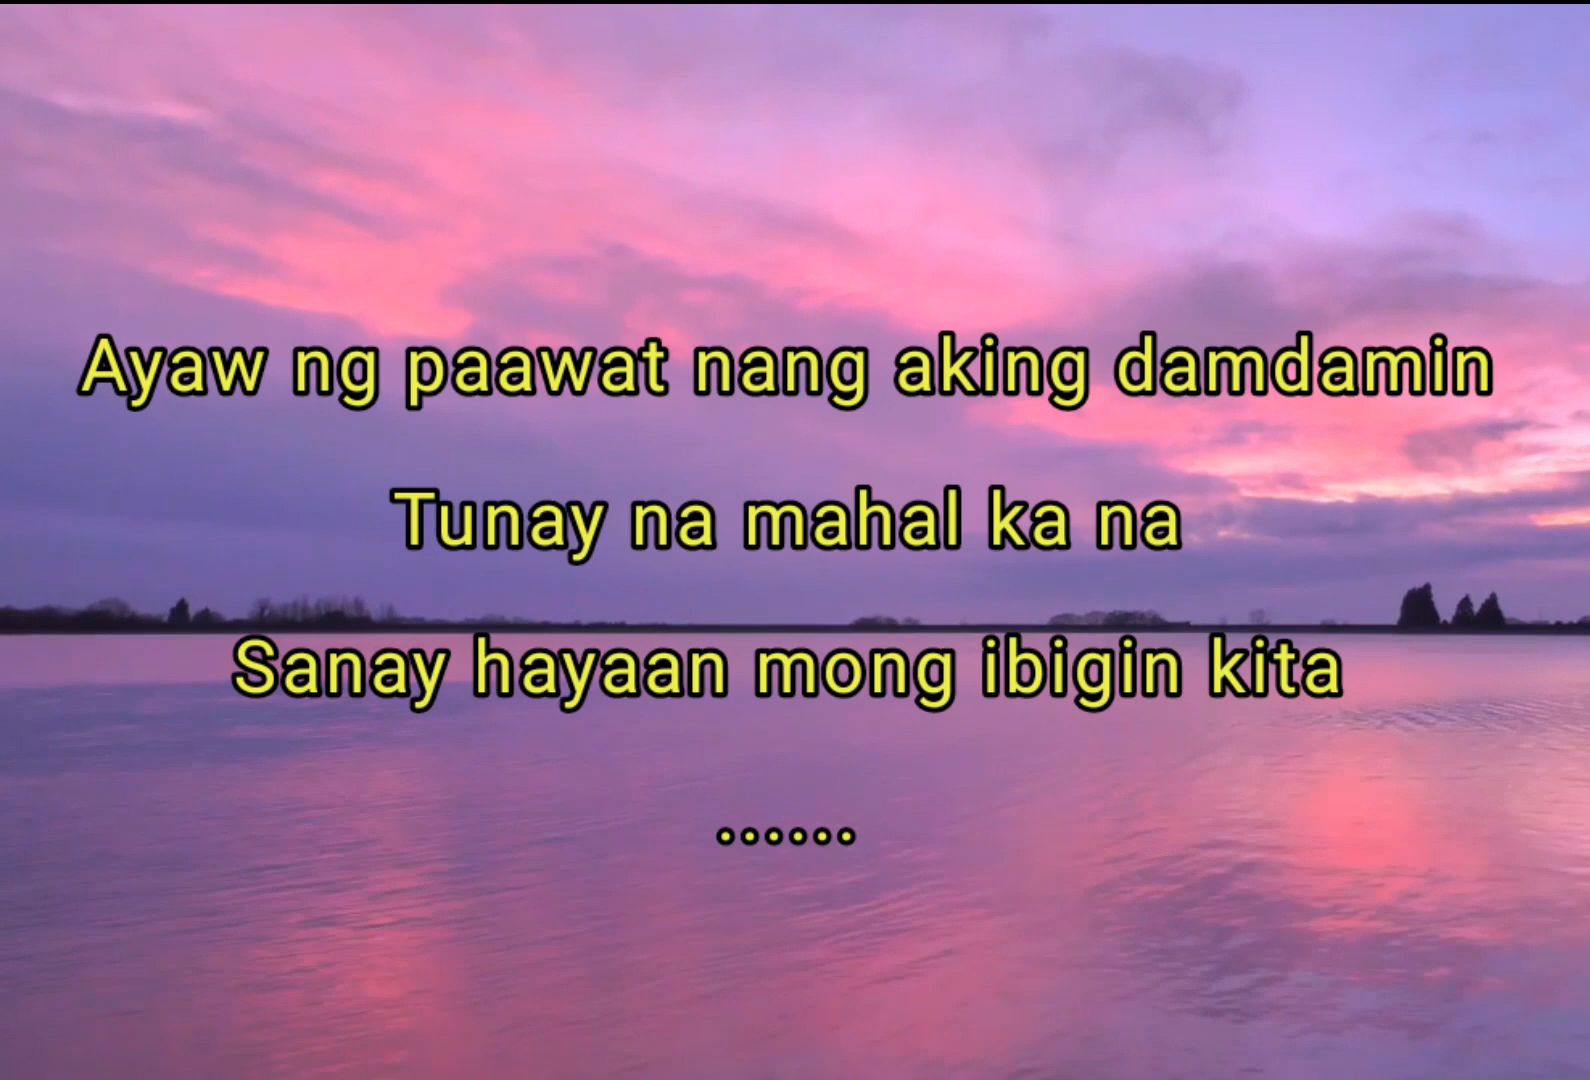 Ayaw ng paawat nang aking damdamin
Tunay na mahal ka na
Sanay hayaan mong ibigin kita
......